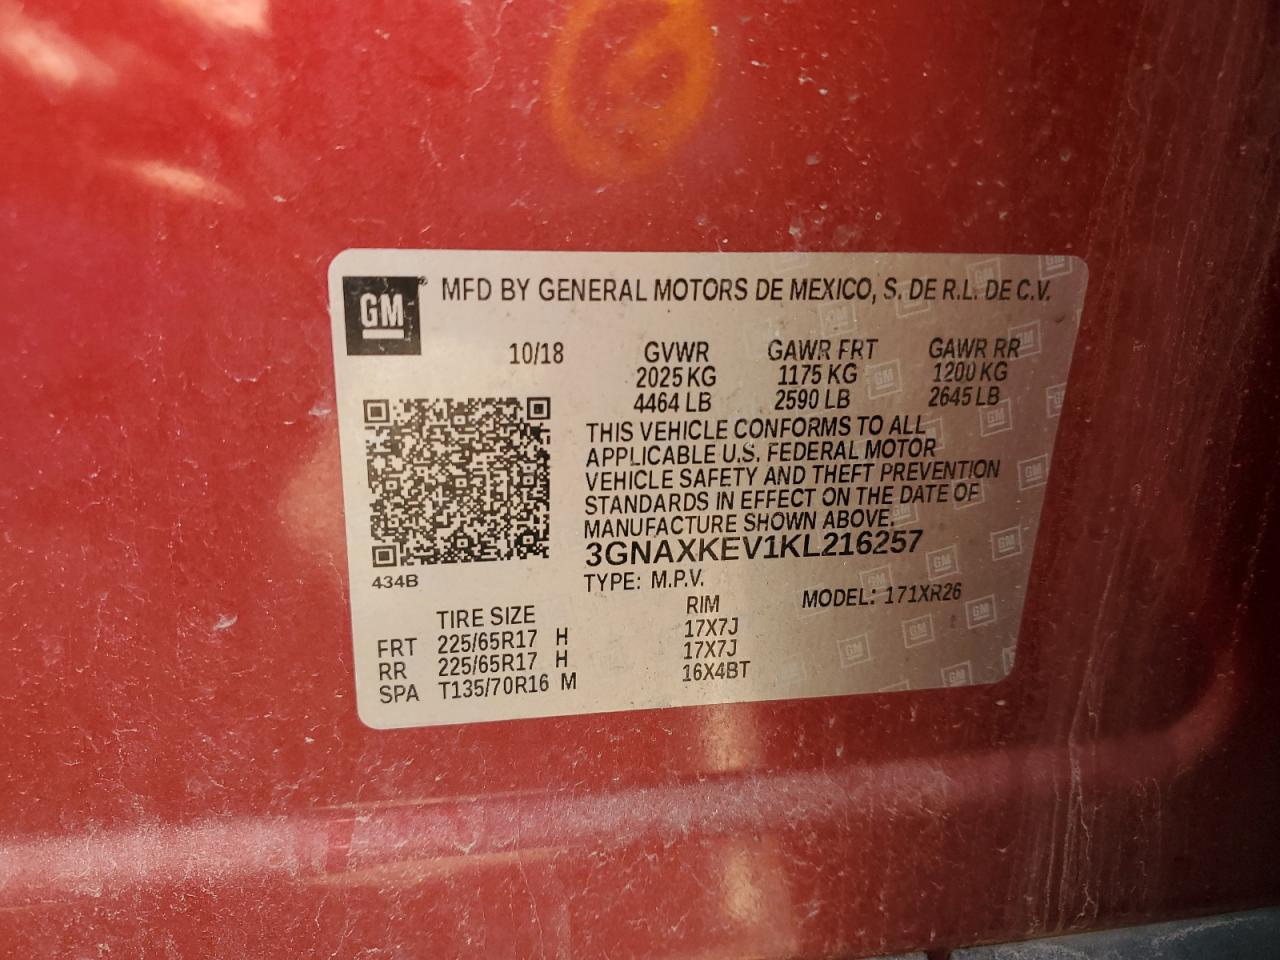 GM MFD BY GENERAL MOTORS DE MEXICO, S. DE R.L. DE C.V.
10/18 GVWR GAWR FRT GAWR RR
2025 KG 1175 KG 1200 KG
4464 LB 2590 LB 2645 LB
THIS VEHICLE CONFORMS TO ALL
APPLICABLE U.S. FEDERAL MOTOR
VEHICLE SAFETY AND THEFT PREVENTION
STANDARDS IN EFFECT ON THE DATE OF
MANUFACTURE SHOWN ABOVE.
3GNAXKEV1KL216257
434B
TYPE: M.P.V. MODEL: 171XR26
TIRE SIZE RIM
FRT 225/65R17 H 17X7J
RR 225/65R17 H 17X7J
SPA T135/70R16 M 16X4BT